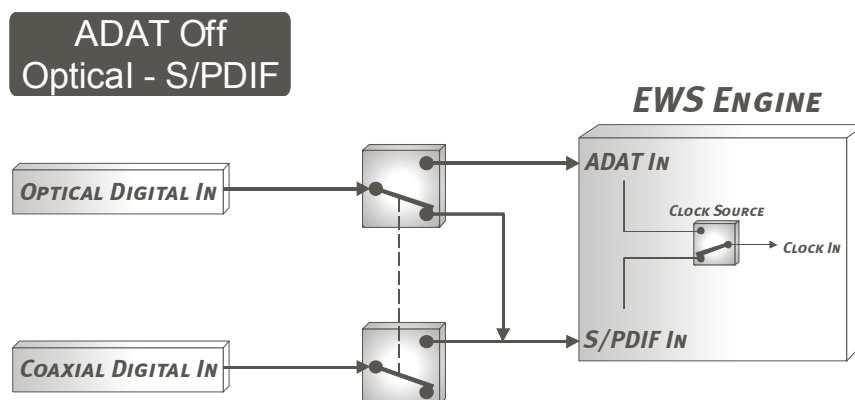 ADAT Off
Optical - S/PDIF
EWS ENGINE
OPTICAL DIGITAL IN
ADAT IN
CLOCK SOURCE
CLOCK IN
S/PDIF IN
COAXIAL DIGITAL IN